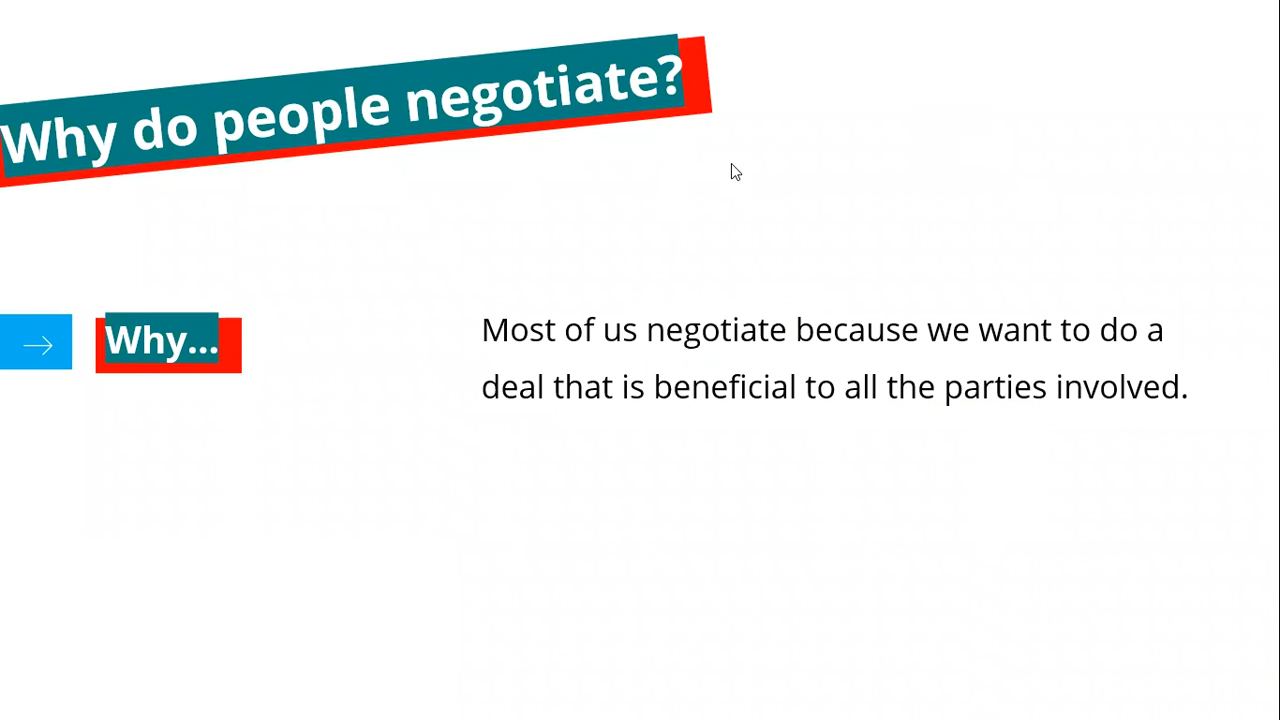 Why do people negotiate?
Why...
Most of us negotiate because we want to do a
deal that is beneficial to all the parties involved.